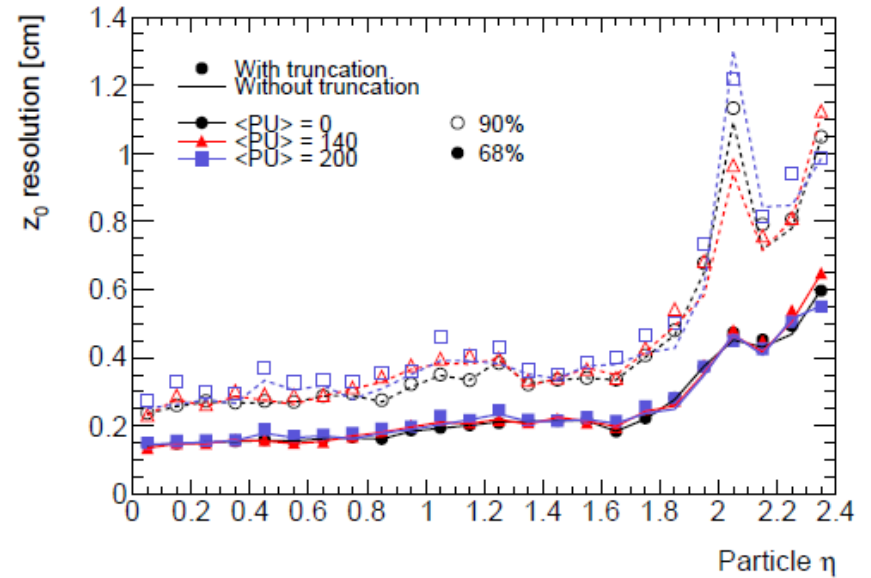 z0 resolution [cm]
1.4
1.2
1
0.8
0.6
0.4
0.2
0
With truncation
Without truncation
<PU> = 0
<PU> = 140
<PU> = 200
90%
68%
0 0.2 0.4 0.6 0.8 1 1.2 1.4 1.6 1.8 2 2.2 2.4
Particle η